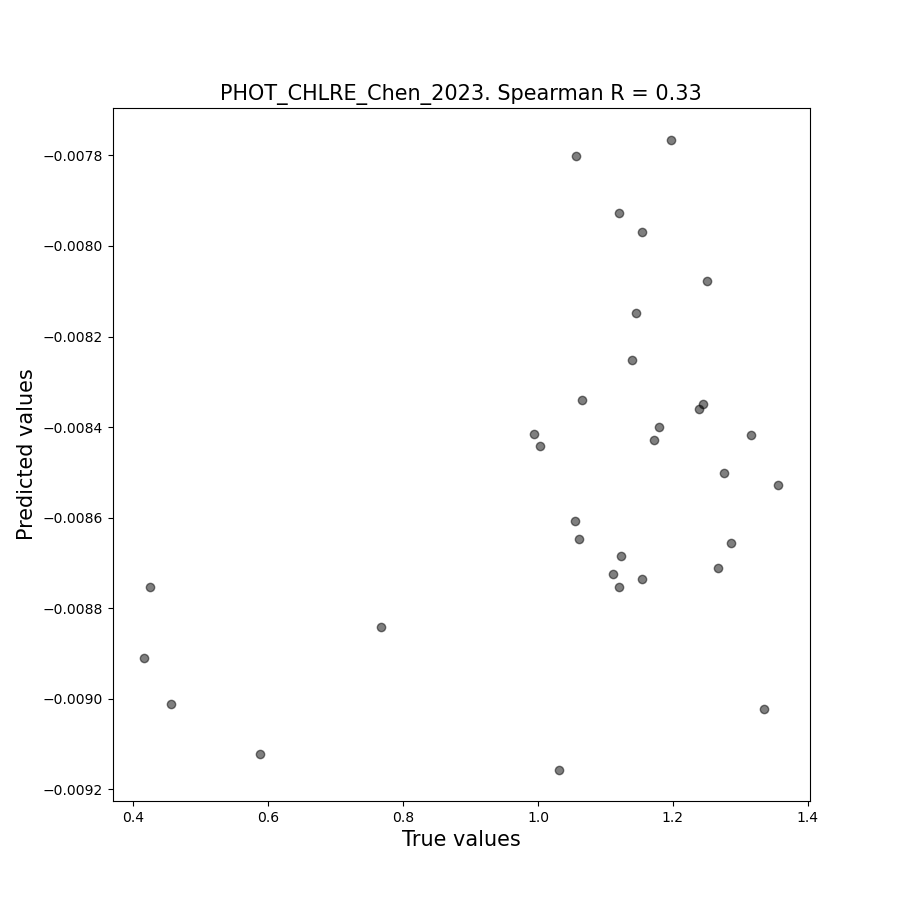 PHOT_CHLRE_Chen_2023. Spearman R = 0.33
−0.0078
−0.0080
−0.0082
−0.0084
−0.0086
−0.0088
−0.0090
−0.0092
Predicted values
0.4 0.6 0.8 1.0 1.2 1.4
True values